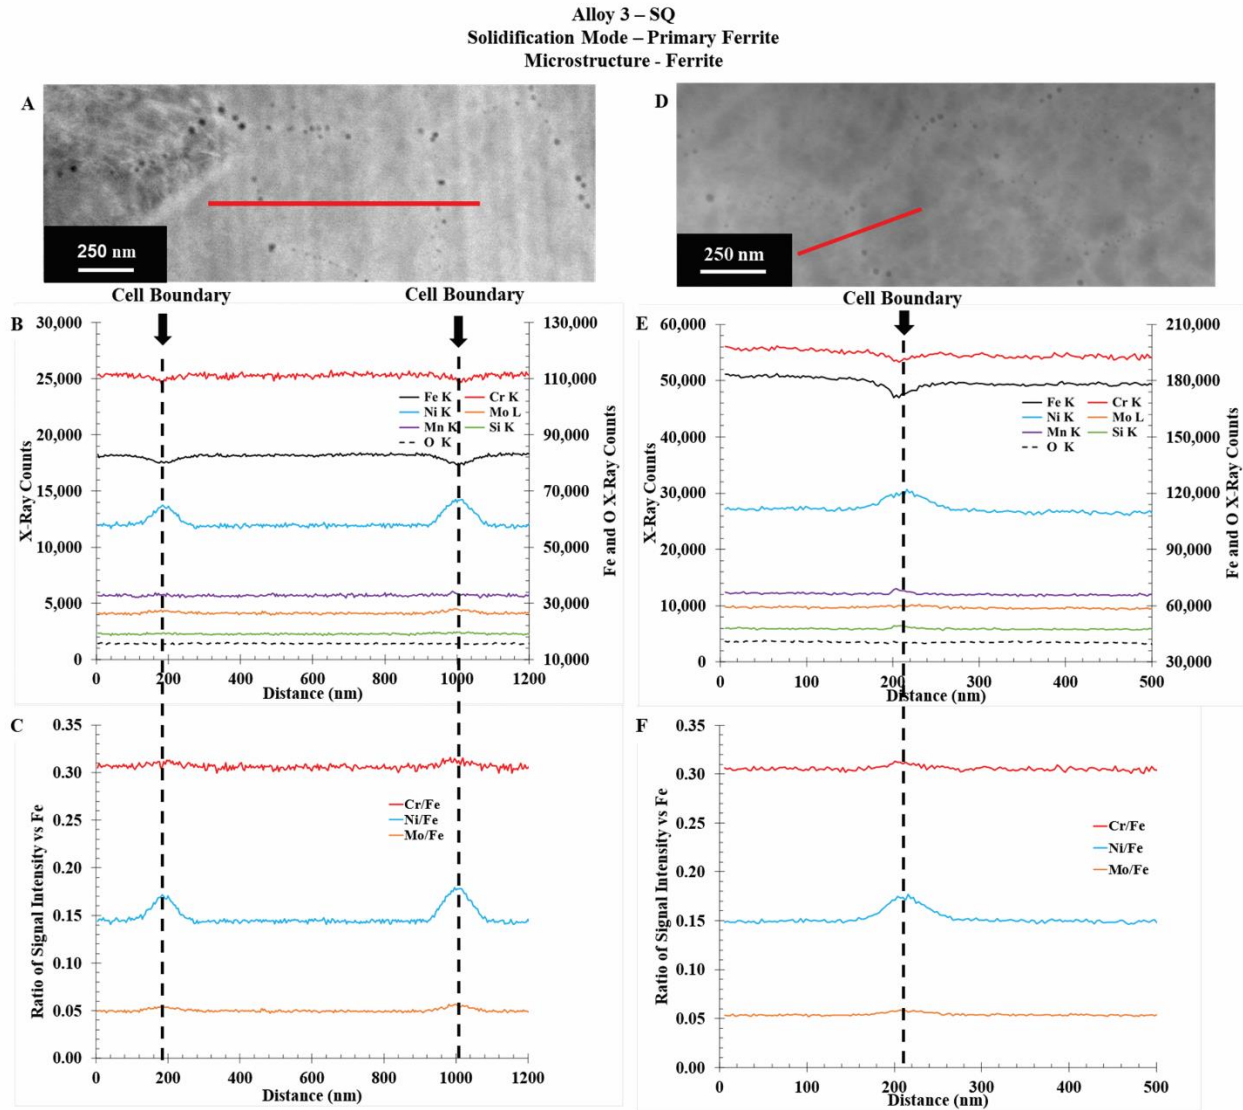 Alloy 3 – SQ
Solidification Mode – Primary Ferrite
Microstructure - Ferrite
A
250 nm
D
250 nm
Cell Boundary
Cell Boundary
Cell Boundary
B
30,000
25,000
20,000
15,000
10,000
5,000
0
X-Ray Counts
130,000
110,000
90,000
70,000
50,000
30,000
10,000
Fe and O X-Ray Counts
Fe K
Cr K
Ni K
Mo L
Mn K
Si K
O K
0
200
400
600
800
1000
1200
Distance (nm)
E
60,000
50,000
40,000
30,000
20,000
10,000
0
X-Ray Counts
210,000
180,000
150,000
120,000
90,000
60,000
30,000
Fe and O X-Ray Counts
Fe K
Cr K
Ni K
Mo L
Mn K
Si K
O K
0
100
200
300
400
500
Distance (nm)
C
0.35
0.30
0.25
0.20
0.15
0.10
0.05
0.00
Ratio of Signal Intensity vs Fe
Cr/Fe
Ni/Fe
Mo/Fe
0
200
400
600
800
1000
1200
Distance (nm)
F
0.35
0.30
0.25
0.20
0.15
0.10
0.05
0.00
Ratio of Signal Intensity vs Fe
Cr/Fe
Ni/Fe
Mo/Fe
0
100
200
300
400
500
Distance (nm)